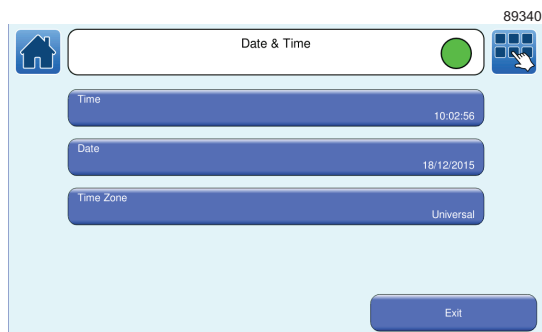 89340
Date & Time
Time
10:02:56
Date
18/12/2015
Time Zone
Universal
Exit